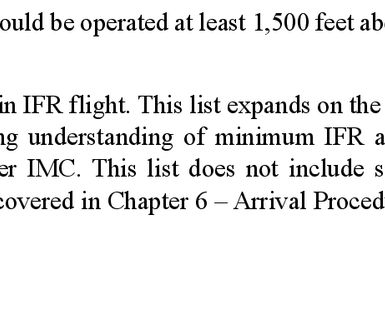 ould be operated at least 1,500 feet abo
in IFR flight. This list expands on the
ng understanding of minimum IFR a
er IMC. This list does not include s
covered in Chapter 6 – Arrival Proced